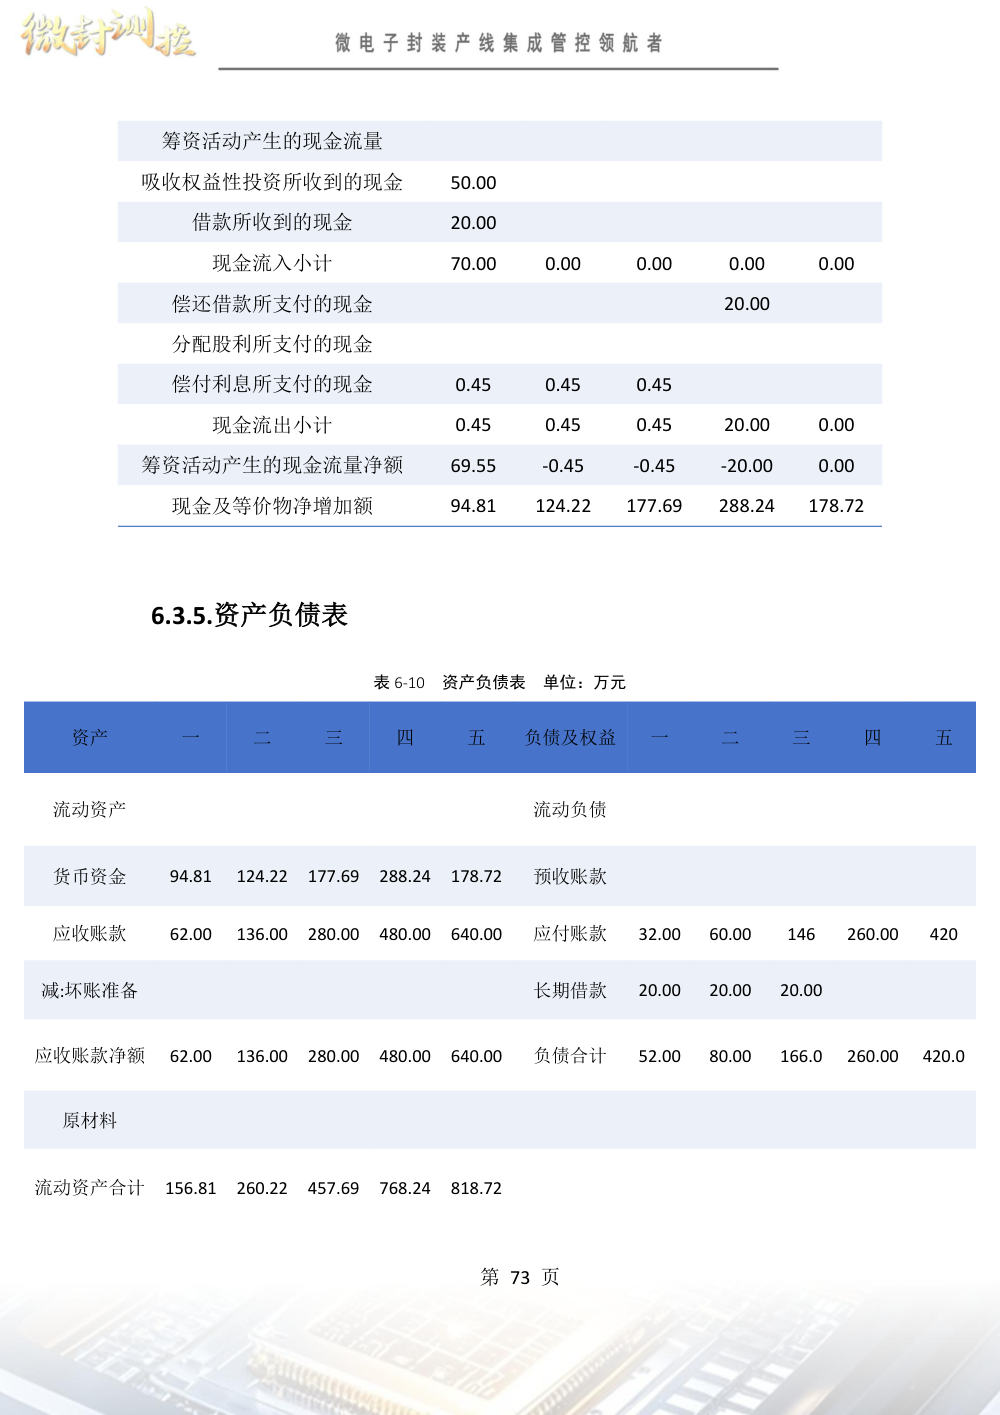 微封测控
微电子封装产线集成管控领航者
筹资活动产生的现金流量
吸收权益性投资所收到的现金 50.00
借款所收到的现金 20.00
现金流入小计 70.00 0.00 0.00 0.00 0.00
偿还借款所支付的现金 20.00
分配股利所支付的现金
偿付利息所支付的现金 0.45 0.45 0.45
现金流出小计 0.45 0.45 0.45 20.00 0.00
筹资活动产生的现金流量净额 69.55 -0.45 -0.45 -20.00 0.00
现金及等价物净增加额 94.81 124.22 177.69 288.24 178.72
6.3.5.资产负债表
表 6-10 资产负债表 单位：万元
资产 一 二 三 四 五 负债及权益 一 二 三 四 五
流动资产 流动负债
货币资金 94.81 124.22 177.69 288.24 178.72 预收账款
应收账款 62.00 136.00 280.00 480.00 640.00 应付账款 32.00 60.00 146 260.00 420
减:坏账准备 长期借款 20.00 20.00 20.00
应收账款净额 62.00 136.00 280.00 480.00 640.00 负债合计 52.00 80.00 166.0 260.00 420.0
原材料
流动资产合计 156.81 260.22 457.69 768.24 818.72
第 73 页